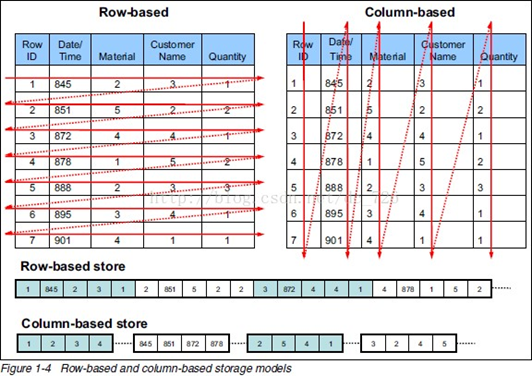 Row-based Column-based
Row ID Date/Time Material Customer Name Quantity
1 845 2 3 1
2 851 5 2 2
3 872 4 4 1
4 878 1 5 2
5 888 2 3 3
6 895 3 4 1
7 901 4 1 1
Row ID Date/Time Material Customer Name Quantity
1 845 2 3 1
2 851 5 2 2
3 872 4 4 1
4 878 1 5 2
5 888 2 3 3
6 895 3 4 1
7 901 4 1 1
Row-based store
1 845 2 3 1 2 851 5 2 2 3 872 4 4 1 4 878 1 5 2
Column-based store
1 2 3 4 845 851 872 878 2 5 4 1 3 2 4 5
Figure 1-4 Row-based and column-based storage models